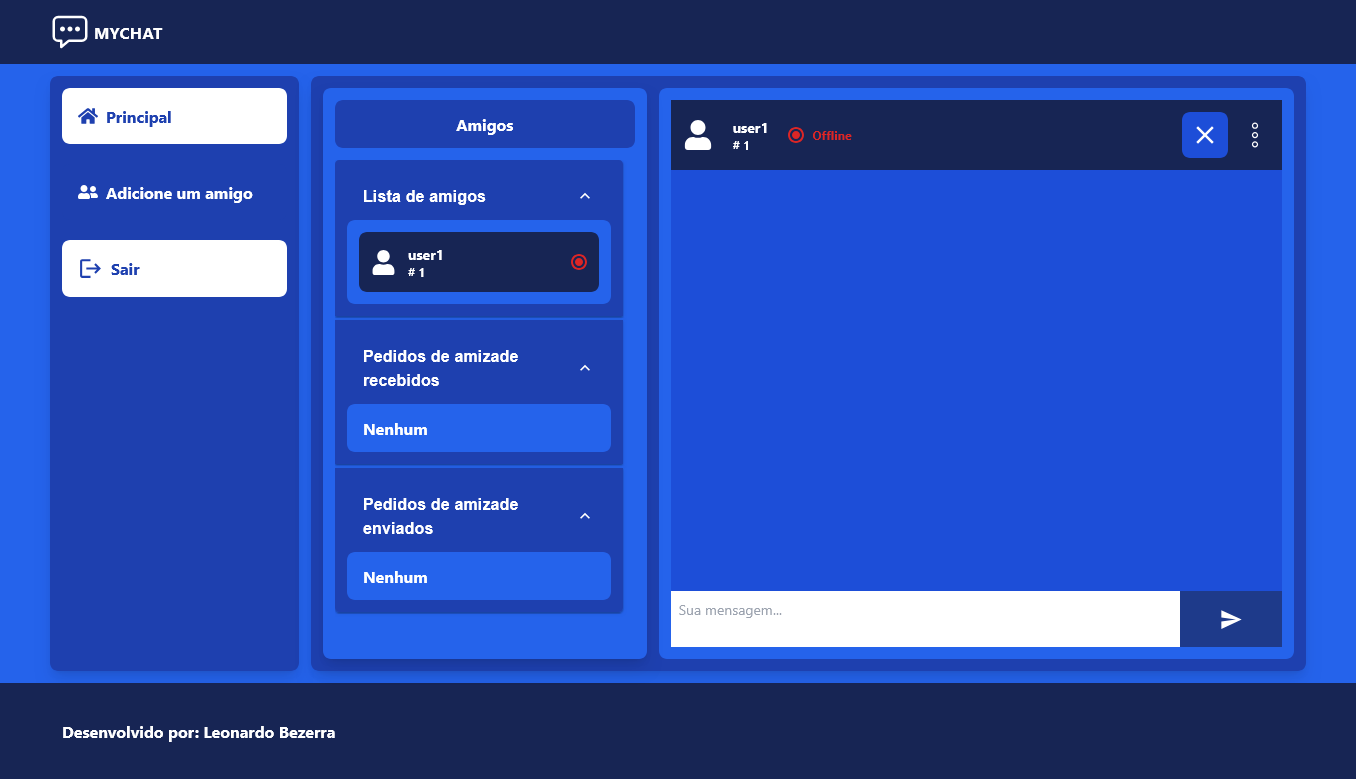 MYCHAT
Principal
Adicione um amigo
Sair
Amigos
Lista de amigos
user1
# 1
Pedidos de amizade
recebidos
Nenhum
Pedidos de amizade
enviados
Nenhum
user1
# 1
Offline
Sua mensagem...
Desenvolvido por: Leonardo Bezerra